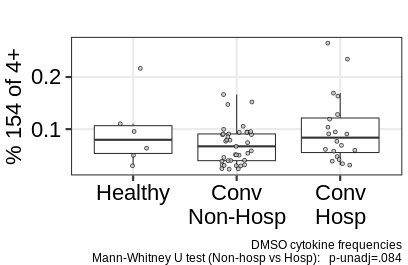 % 154 of 4+
0.2
0.1
Healthy
Conv
Non-Hosp
Conv
Hosp
DMSO cytokine frequencies
Mann-Whitney U test (Non-hosp vs Hosp): p-unadj=.084